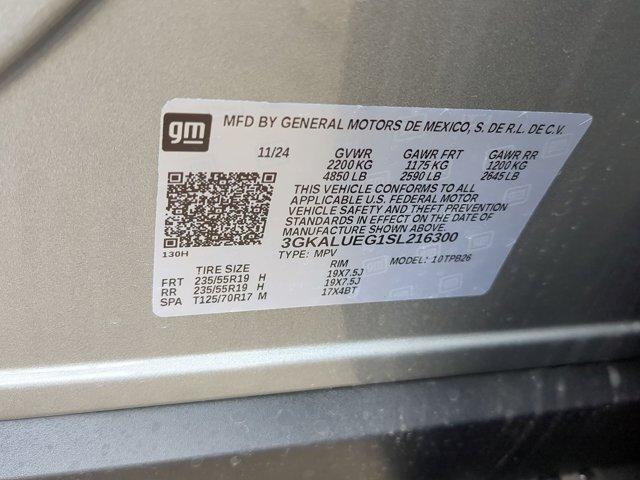 gm
MFD BY GENERAL MOTORS DE MEXICO, S. DE R.L. DE C.V.
11/24 GVWR GAWR FRT GAWR RR
2200 KG 1175 KG 1200 KG
4850 LB 2590 LB 2645 LB
THIS VEHICLE CONFORMS TO ALL
APPLICABLE U.S. FEDERAL MOTOR
VEHICLE SAFETY AND THEFT PREVENTION
STANDARDS IN EFFECT ON THE DATE OF
MANUFACTURE SHOWN ABOVE.
3GKALUEG1SL216300
130H
TYPE: MPV MODEL: 10TPB26
TIRE SIZE RIM
FRT 235/55R19 H 19X7.5J
RR 235/55R19 H 19X7.5J
SPA T125/70R17 M 17X4BT